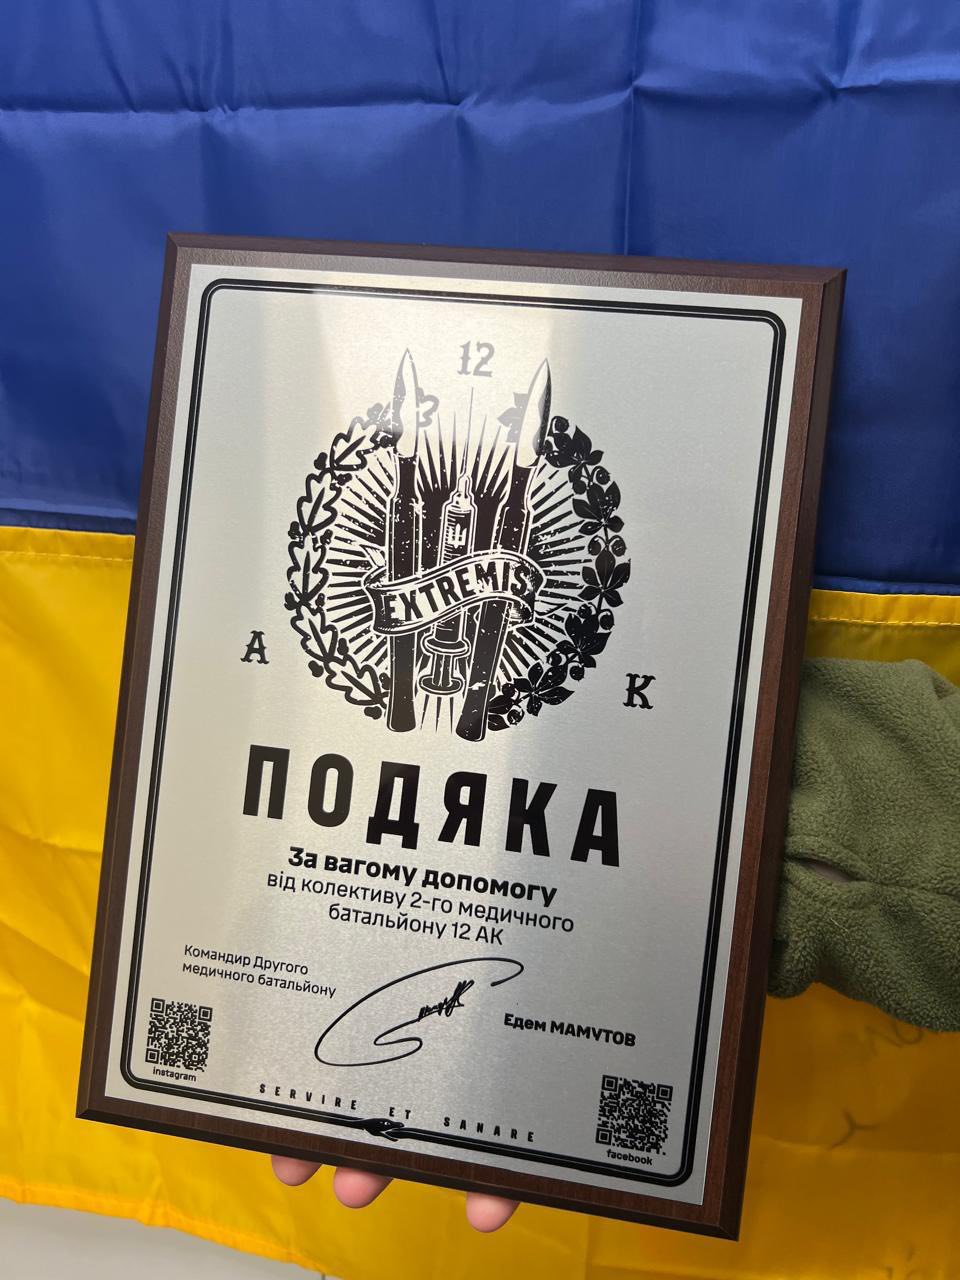 12
EXTREMIS
А
К
ПОДЯКА
За вагому допомогу
від колективу 2-го медичного
батальйону 12 АК
Командир Другого
медичного батальйону
Едем МАМУТОВ
instagram
facebook
SERVIRE ET SANARE